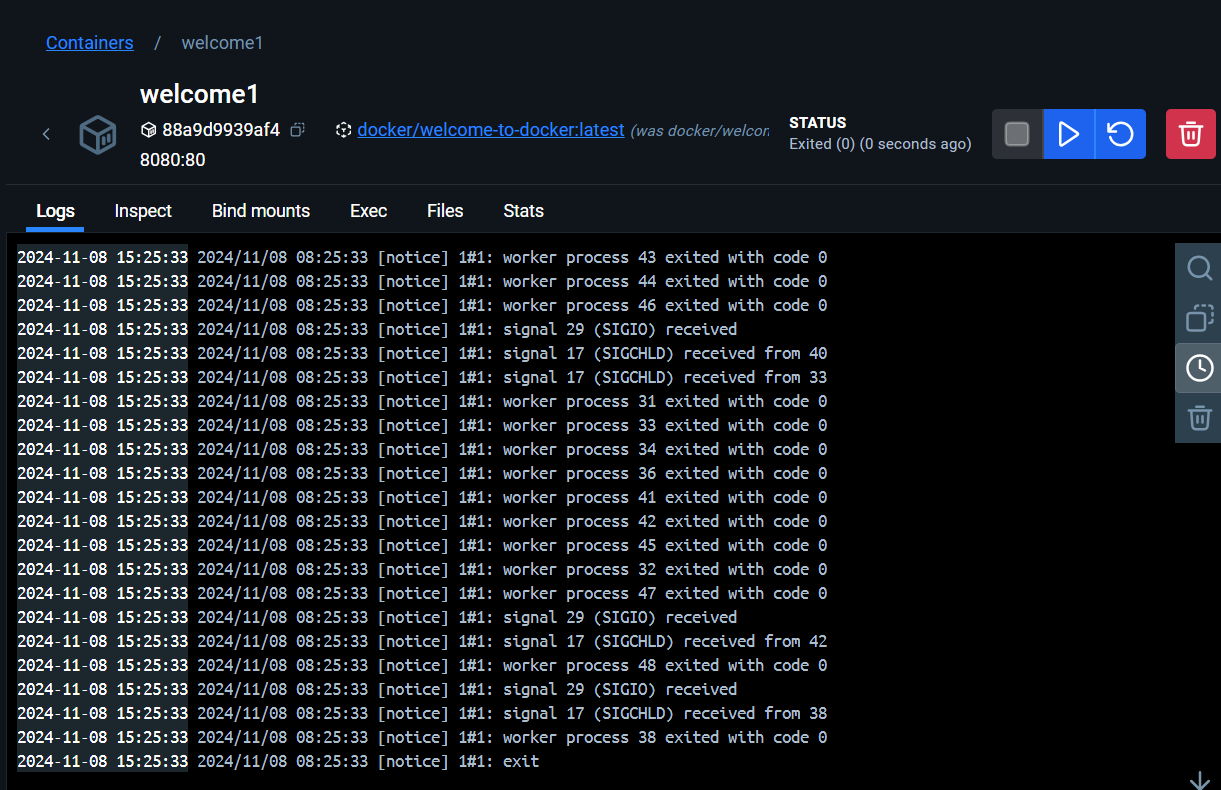 Containers / welcome1
welcome1
88a9d9939af4 docker/welcome-to-docker:latest (was docker/welcon
8080:80
STATUS
Exited (0) (0 seconds ago)
Logs Inspect Bind mounts Exec Files Stats
2024-11-08 15:25:33 2024/11/08 08:25:33 [notice] 1#1: worker process 43 exited with code 0
2024-11-08 15:25:33 2024/11/08 08:25:33 [notice] 1#1: worker process 44 exited with code 0
2024-11-08 15:25:33 2024/11/08 08:25:33 [notice] 1#1: worker process 46 exited with code 0
2024-11-08 15:25:33 2024/11/08 08:25:33 [notice] 1#1: signal 29 (SIGIO) received
2024-11-08 15:25:33 2024/11/08 08:25:33 [notice] 1#1: signal 17 (SIGCHLD) received from 40
2024-11-08 15:25:33 2024/11/08 08:25:33 [notice] 1#1: signal 17 (SIGCHLD) received from 33
2024-11-08 15:25:33 2024/11/08 08:25:33 [notice] 1#1: worker process 31 exited with code 0
2024-11-08 15:25:33 2024/11/08 08:25:33 [notice] 1#1: worker process 33 exited with code 0
2024-11-08 15:25:33 2024/11/08 08:25:33 [notice] 1#1: worker process 34 exited with code 0
2024-11-08 15:25:33 2024/11/08 08:25:33 [notice] 1#1: worker process 36 exited with code 0
2024-11-08 15:25:33 2024/11/08 08:25:33 [notice] 1#1: worker process 41 exited with code 0
2024-11-08 15:25:33 2024/11/08 08:25:33 [notice] 1#1: worker process 42 exited with code 0
2024-11-08 15:25:33 2024/11/08 08:25:33 [notice] 1#1: worker process 45 exited with code 0
2024-11-08 15:25:33 2024/11/08 08:25:33 [notice] 1#1: worker process 32 exited with code 0
2024-11-08 15:25:33 2024/11/08 08:25:33 [notice] 1#1: worker process 47 exited with code 0
2024-11-08 15:25:33 2024/11/08 08:25:33 [notice] 1#1: signal 29 (SIGIO) received
2024-11-08 15:25:33 2024/11/08 08:25:33 [notice] 1#1: signal 17 (SIGCHLD) received from 42
2024-11-08 15:25:33 2024/11/08 08:25:33 [notice] 1#1: worker process 48 exited with code 0
2024-11-08 15:25:33 2024/11/08 08:25:33 [notice] 1#1: signal 29 (SIGIO) received
2024-11-08 15:25:33 2024/11/08 08:25:33 [notice] 1#1: signal 17 (SIGCHLD) received from 38
2024-11-08 15:25:33 2024/11/08 08:25:33 [notice] 1#1: worker process 38 exited with code 0
2024-11-08 15:25:33 2024/11/08 08:25:33 [notice] 1#1: exit